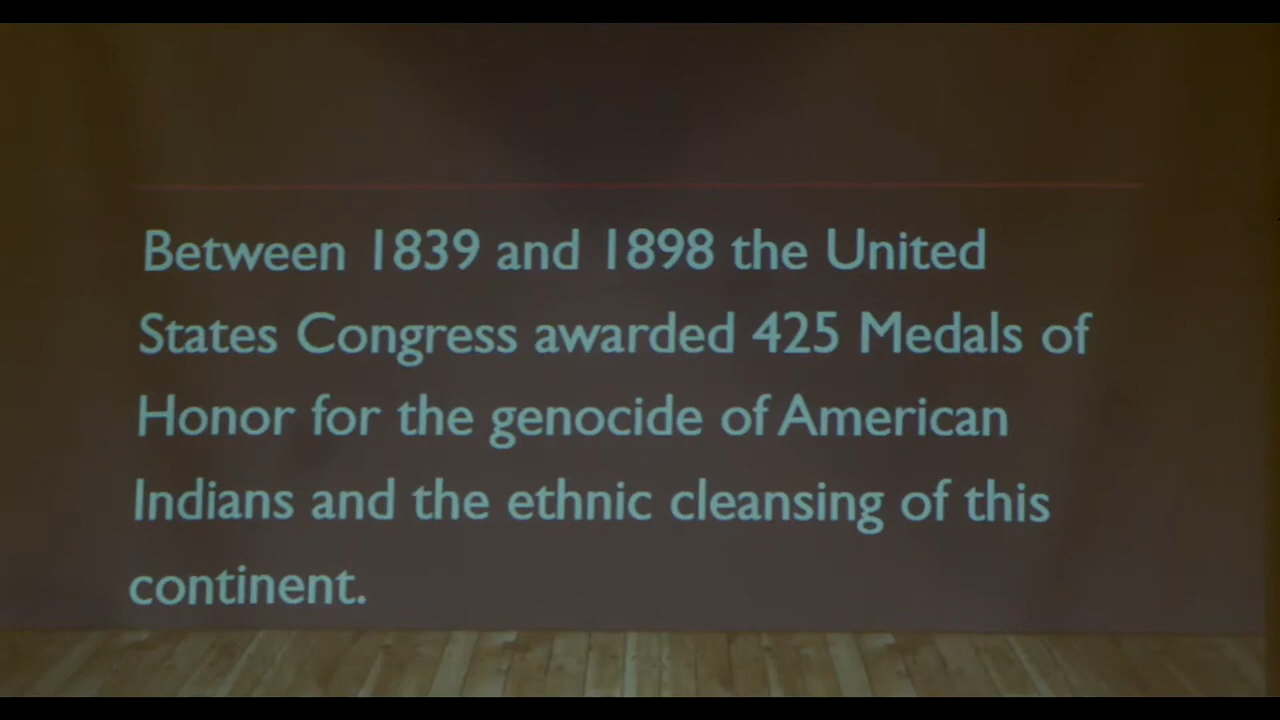 Between 1839 and 1898 the United
States Congress awarded 425 Medals of
Honor for the genocide of American
Indians and the ethnic cleansing of this
continent.